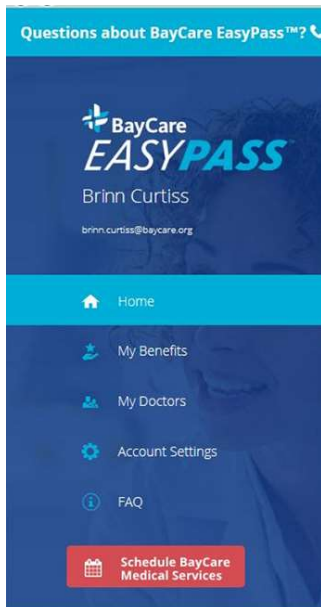 Questions about BayCare EasyPass™?
BayCare
EASYPASS
Brinn Curtiss
brinn.curtiss@baycare.org
Home
My Benefits
My Doctors
Account Settings
FAQ
Schedule BayCare
Medical Services